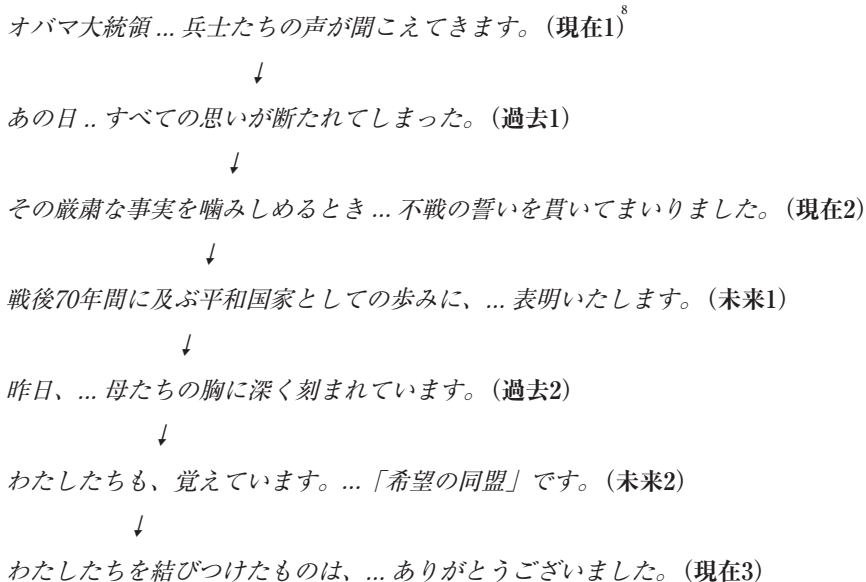 オバマ大統領 ... 兵士たちの声が聞こえてきます。(現在1)8
↓
あの日 .. すべての思いが断たれてしまった。(過去1)
↓
その厳粛な事実を噛みしめるとき ... 不戦の誓いを貫いてまいりました。(現在2)
↓
戦後70年間に及ぶ平和国家としての歩みに、... 表明いたします。(未来1)
↓
昨日、... 母たちの胸に深く刻まれています。(過去2)
↓
わたしたちも、覚えています。...「希望の同盟」です。(未来2)
↓
わたしたちを結びつけたものは、... ありがとうございました。(現在3)